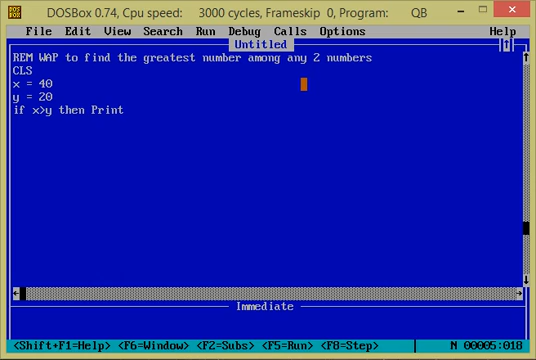 DOSBox 0.74, Cpu speed: 3000 cycles, Frameskip 0, Program: QB
File Edit View Search Run Debug Calls Options Help
Untitled
REM WAP to find the greatest number among any 2 numbers
CLS
x = 40
y = 20
if x>y then Print
Immediate
<Shift+F1=Help> <F6=Window> <F2=Subs> <F5=Run> <F8=Step> N 00005:018